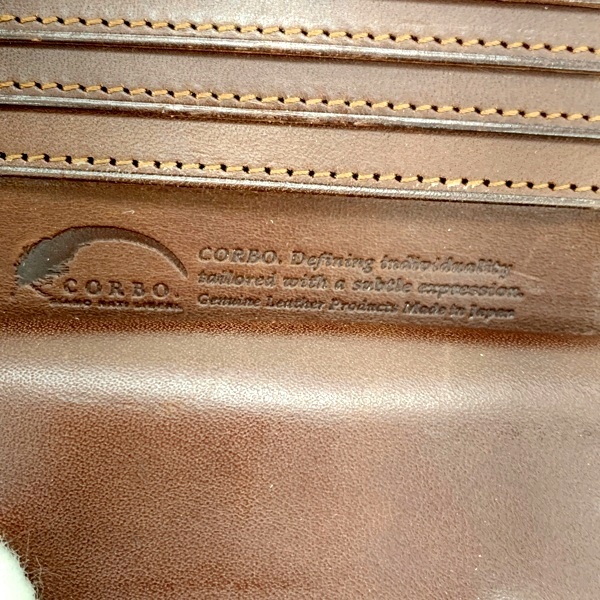 CORBO.
CORBO. Defining individuality
tailored with a subtle expression.
Genuine Leather Products Made in Japan